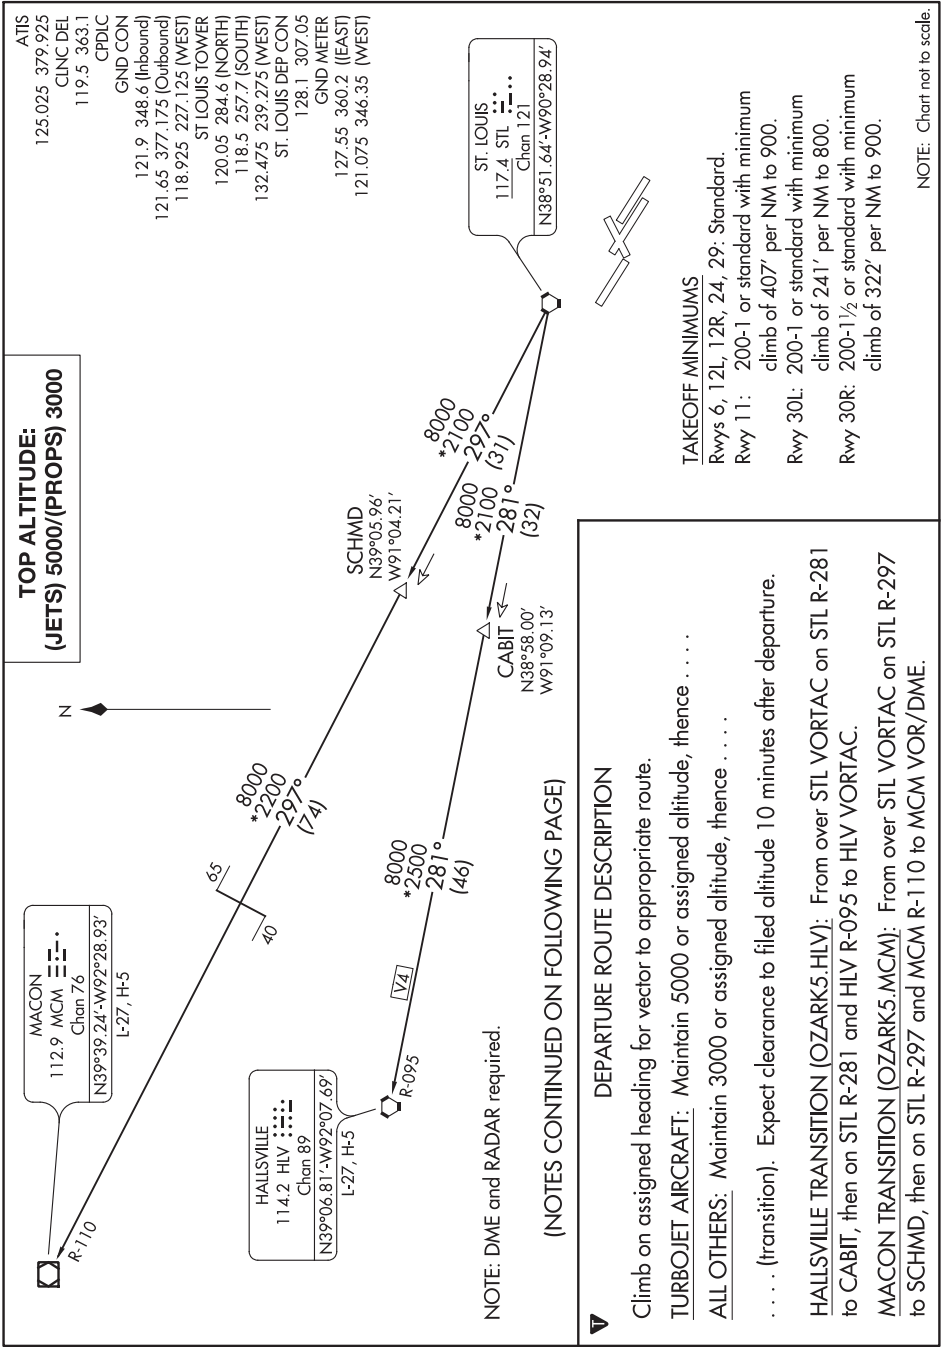 TOP ALTITUDE:
(JETS) 5000/(PROPS) 3000
ATIS
125.025 379.925
CLNC DEL
119.5 363.1
CPDLC
GND CON
121.9 348.6 (Inbound)
121.65 377.175 (Outbound)
118.925 227.125 (WEST)
ST LOUIS TOWER
120.05 284.6 (NORTH)
118.5 257.7 (SOUTH)
132.475 239.275 (WEST)
ST. LOUIS DEP CON
128.1 307.05
GND METER
127.55 360.2 (EAST)
121.075 346.35 (WEST)
MACON
112.9 MCM
Chan 76
N39°39.24'-W92°28.93'
L-27, H-5
R-110
65
40
8000
*2200
297°
(74)
N
SCHMD
N39°05.96'
W91°04.21'
8000
*2100
297°
(31)
ST. LOUIS
117.4 STL
Chan 121
N38°51.64'-W90°28.94'
HALLSVILLE
114.2 HLV
Chan 89
N39°06.81'-W92°07.69'
L-27, H-5
R-095
V4
8000
*2500
281°
(46)
CABIT
N38°58.00'
W91°09.13'
8000
*2100
281°
(32)
NOTE: DME and RADAR required.
(NOTES CONTINUED ON FOLLOWING PAGE)
TAKEOFF MINIMUMS
Rwys 6, 12L, 12R, 24, 29: Standard.
Rwy 11: 200-1 or standard with minimum
climb of 407' per NM to 900.
Rwy 30L: 200-1 or standard with minimum
climb of 241' per NM to 800.
Rwy 30R: 200-1½ or standard with minimum
climb of 322' per NM to 900.
NOTE: Chart not to scale.
T
DEPARTURE ROUTE DESCRIPTION
Climb on assigned heading for vector to appropriate route.
TURBOJET AIRCRAFT: Maintain 5000 or assigned altitude, thence . . . .
ALL OTHERS: Maintain 3000 or assigned altitude, thence . . . .
. . . . (transition). Expect clearance to filed altitude 10 minutes after departure.
HALLSVILLE TRANSITION (OZARK5.HLV): From over STL VORTAC on STL R-281
to CABIT, then on STL R-281 and HLV R-095 to HLV VORTAC.
MACON TRANSITION (OZARK5.MCM): From over STL VORTAC on STL R-297
to SCHMD, then on STL R-297 and MCM R-110 to MCM VOR/DME.